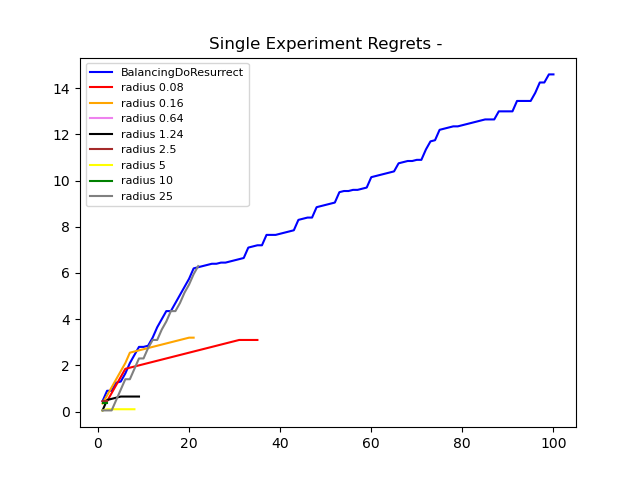 Single Experiment Regrets -
BalancingDoResurrect
radius 0.08
radius 0.16
radius 0.64
radius 1.24
radius 2.5
radius 5
radius 10
radius 25
14
12
10
8
6
4
2
0
0 20 40 60 80 100